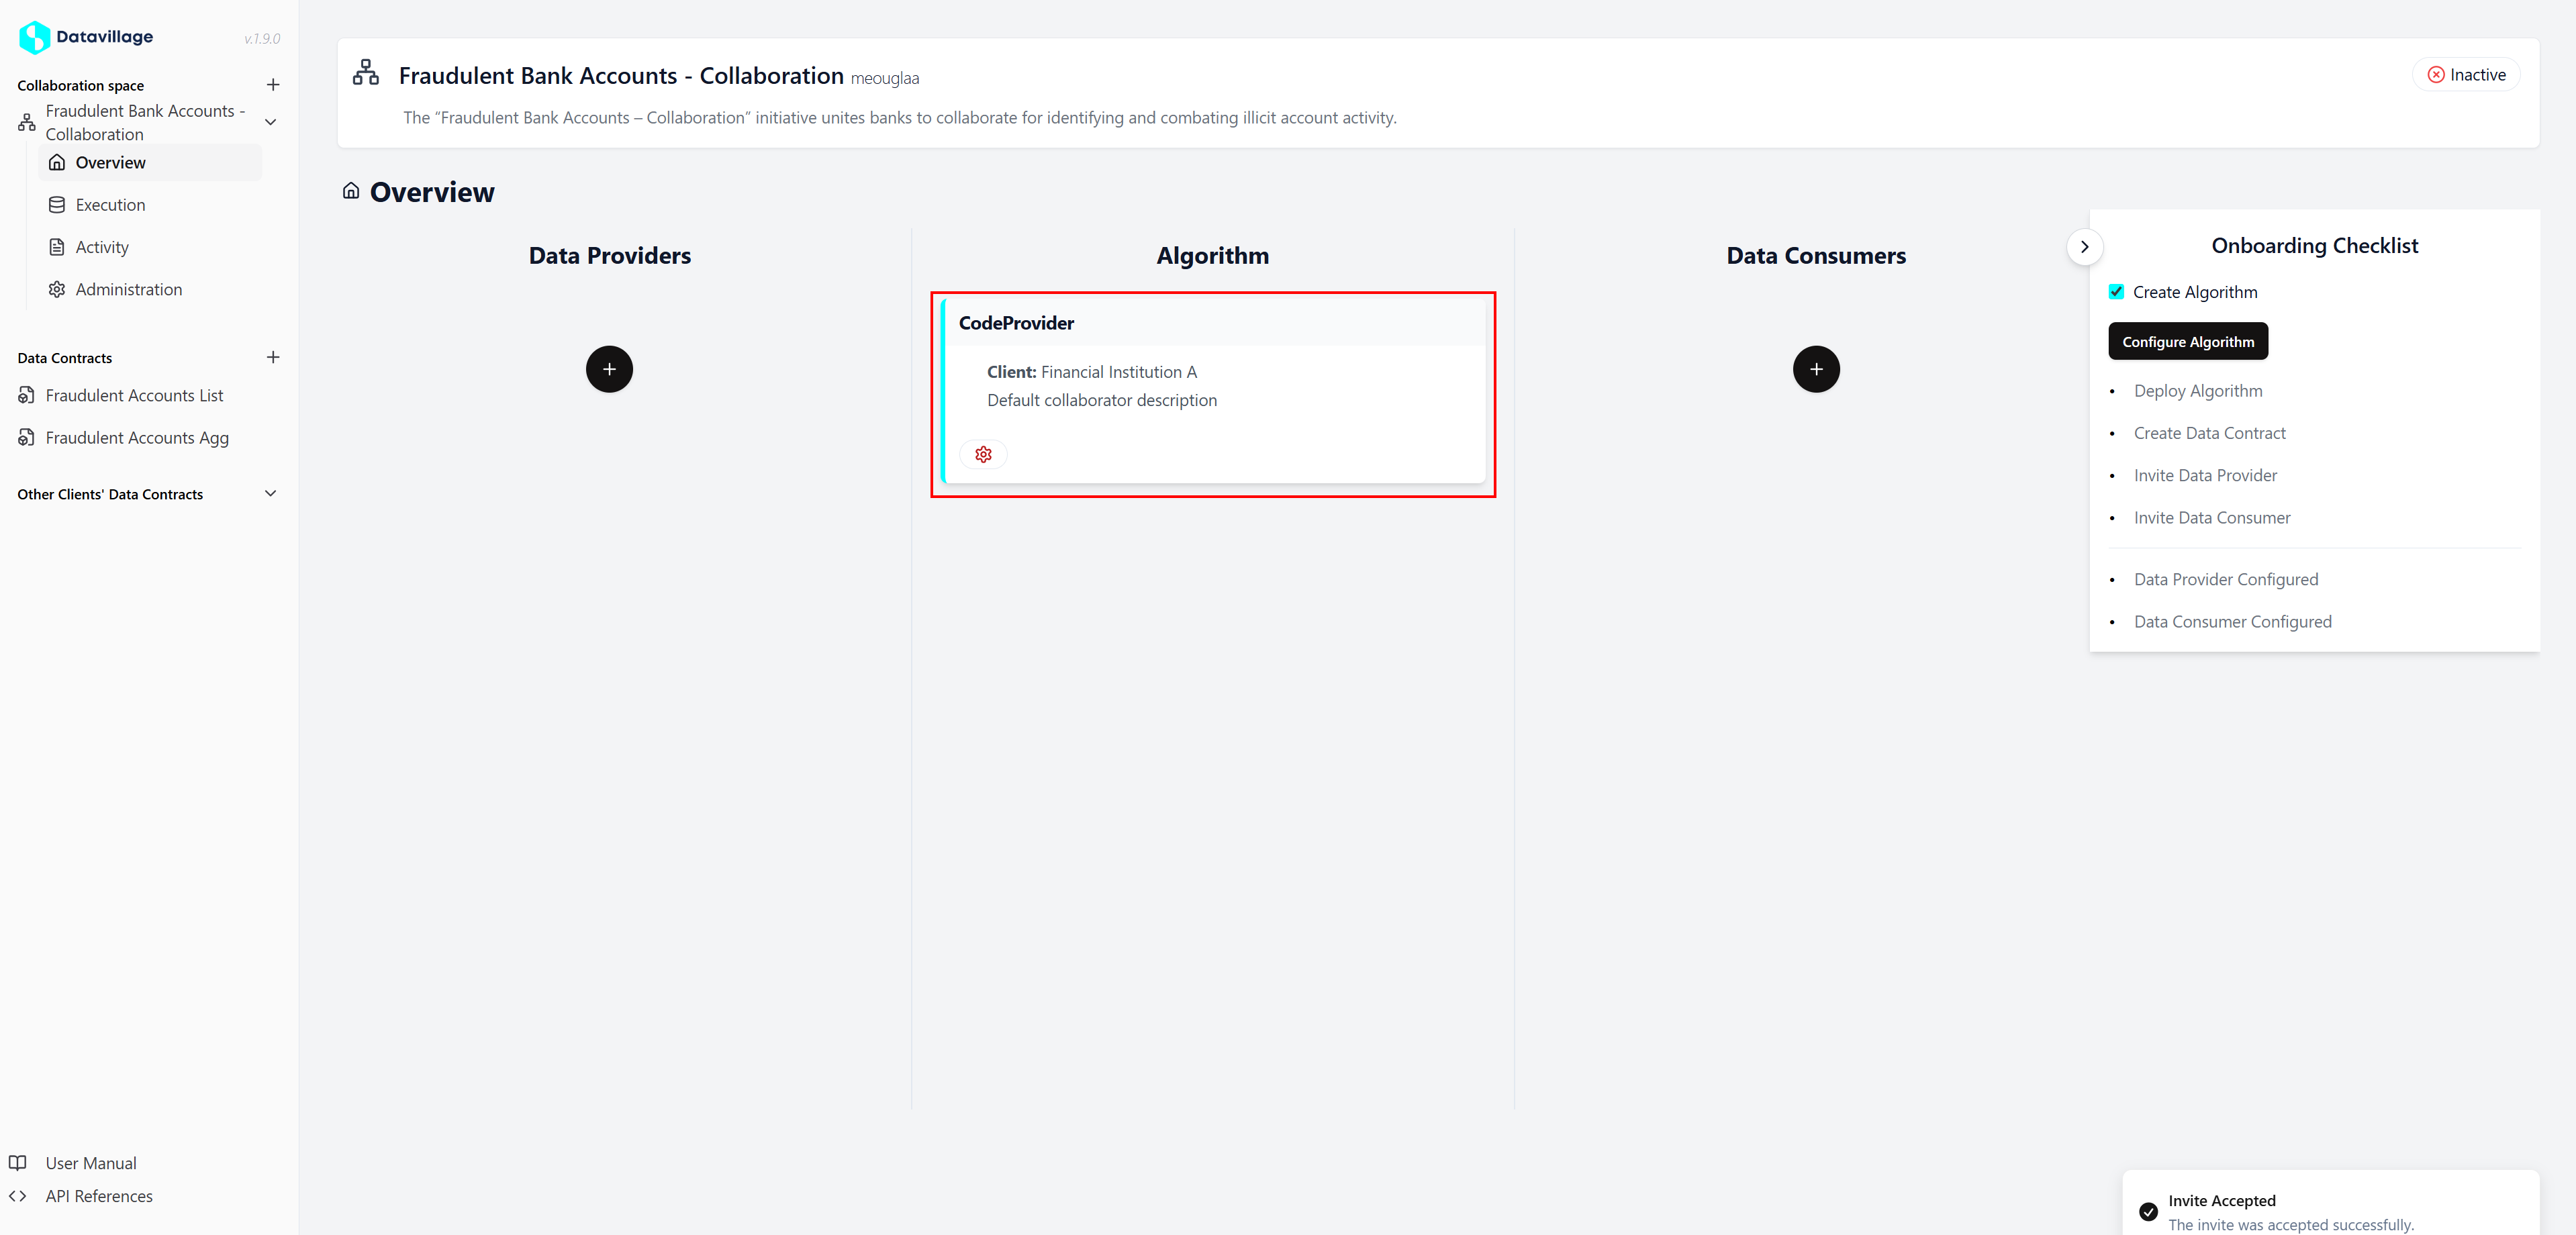 Datavillage
v.1.9.0
Collaboration space
Fraudulent Bank Accounts -
Collaboration
Overview
Execution
Activity
Administration
Data Contracts
Fraudulent Accounts List
Fraudulent Accounts Agg
Other Clients' Data Contracts
User Manual
API References
Fraudulent Bank Accounts - Collaboration meouglaa
Inactive
The “Fraudulent Bank Accounts – Collaboration” initiative unites banks to collaborate for identifying and combating illicit account activity.
Overview
Data Providers
Algorithm
CodeProvider
Client: Financial Institution A
Default collaborator description
Data Consumers
Onboarding Checklist
Create Algorithm
Configure Algorithm
• Deploy Algorithm
• Create Data Contract
• Invite Data Provider
• Invite Data Consumer
• Data Provider Configured
• Data Consumer Configured
Invite Accepted
The invite was accepted successfully.